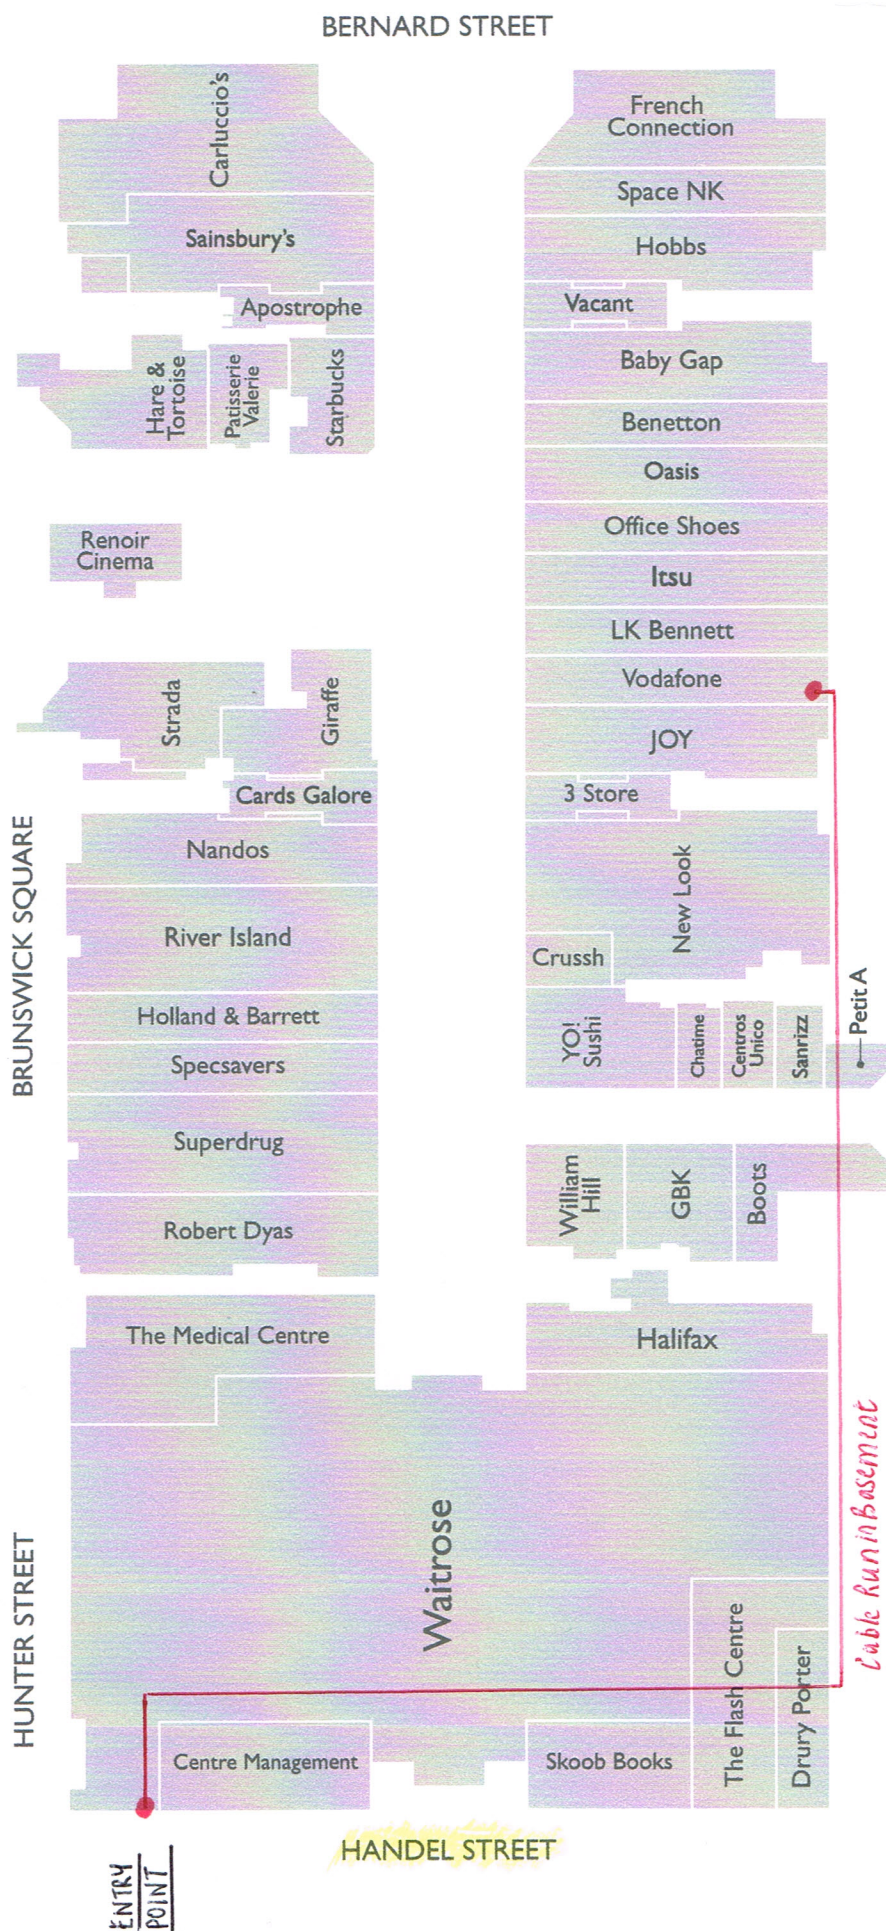 BERNARD STREET
Carluccio's
French
Connection
Space NK
Sainsbury's
Hobbs
Apostrophe
Vacant
Hare &
Tortoise
Patisserie
Valerie
Starbucks
Baby Gap
Benetton
Oasis
Office Shoes
Renoir
Cinema
Itsu
LK Bennett
Strada
Giraffe
Vodafone
JOY
Cards Galore
3 Store
BRUNSWICK SQUARE
Nandos
New Look
River Island
Crussh
Holland & Barrett
YO!
Sushi
Chatime
Centros
Unico
Sanrizz
Petit A
Specsavers
Superdrug
William
Hill
GBK
Boots
Robert Dyas
The Medical Centre
Halifax
HUNTER STREET
Waitrose
Cable Run in Basement
The Flash Centre
Drury Porter
Centre Management
Skoob Books
HANDEL STREET
ENTRY
POINT